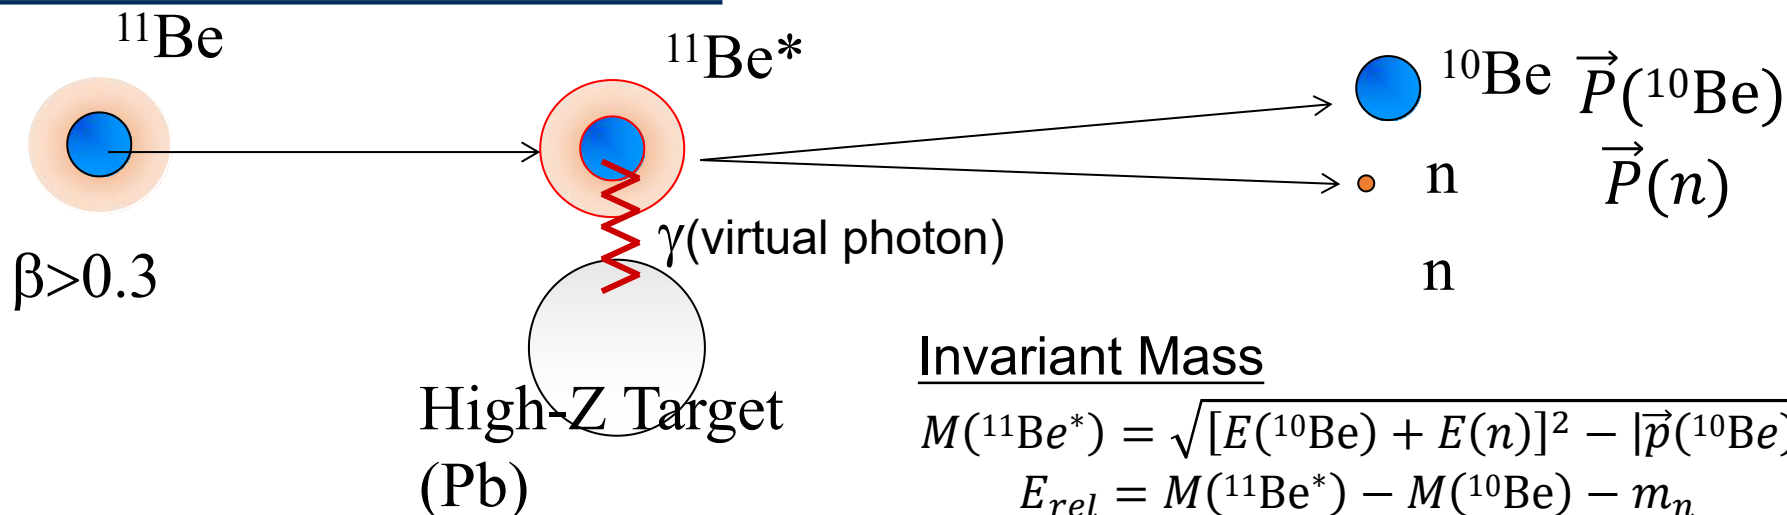 ¹¹Be
¹¹Be*
¹⁰Be P⃗(¹⁰Be)
n P⃗(n)
γ(virtual photon)
β>0.3
n
High-Z Target
(Pb)
Invariant Mass
M(¹¹Be*) = √[E(¹⁰Be) + E(n)]² − |p⃗(¹⁰Be)
E_rel = M(¹¹Be*) − M(¹⁰Be) − m_n